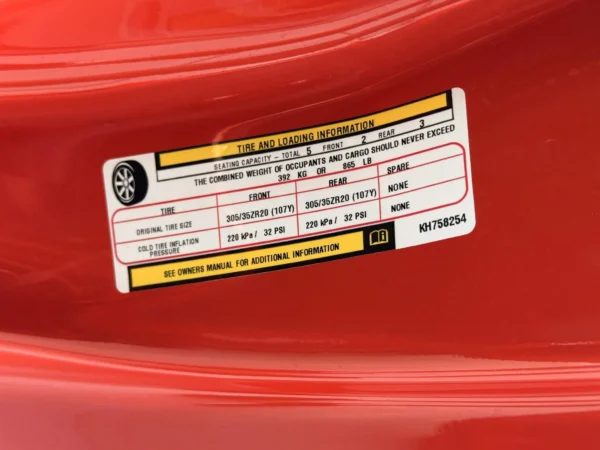 TIRE AND LOADING INFORMATION
SEATING CAPACITY - TOTAL 5 FRONT 2 REAR 3
THE COMBINED WEIGHT OF OCCUPANTS AND CARGO SHOULD NEVER EXCEED
392 KG OR 865 LB
TIRE FRONT REAR SPARE
ORIGINAL TIRE SIZE 305/35ZR20 (107Y) 305/35ZR20 (107Y) NONE
COLD TIRE INFLATION PRESSURE 220 kPa / 32 PSI 220 kPa / 32 PSI NONE
SEE OWNERS MANUAL FOR ADDITIONAL INFORMATION
KH758254